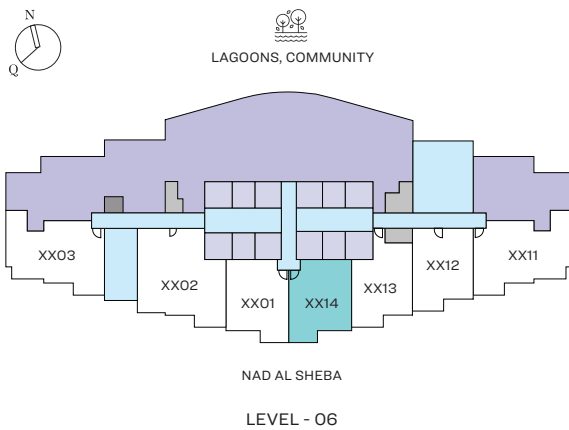 N
Q
LAGOONS, COMMUNITY
XX03
XX02
XX01
XX14
XX13
XX12
XX11
NAD AL SHEBA
LEVEL - 06